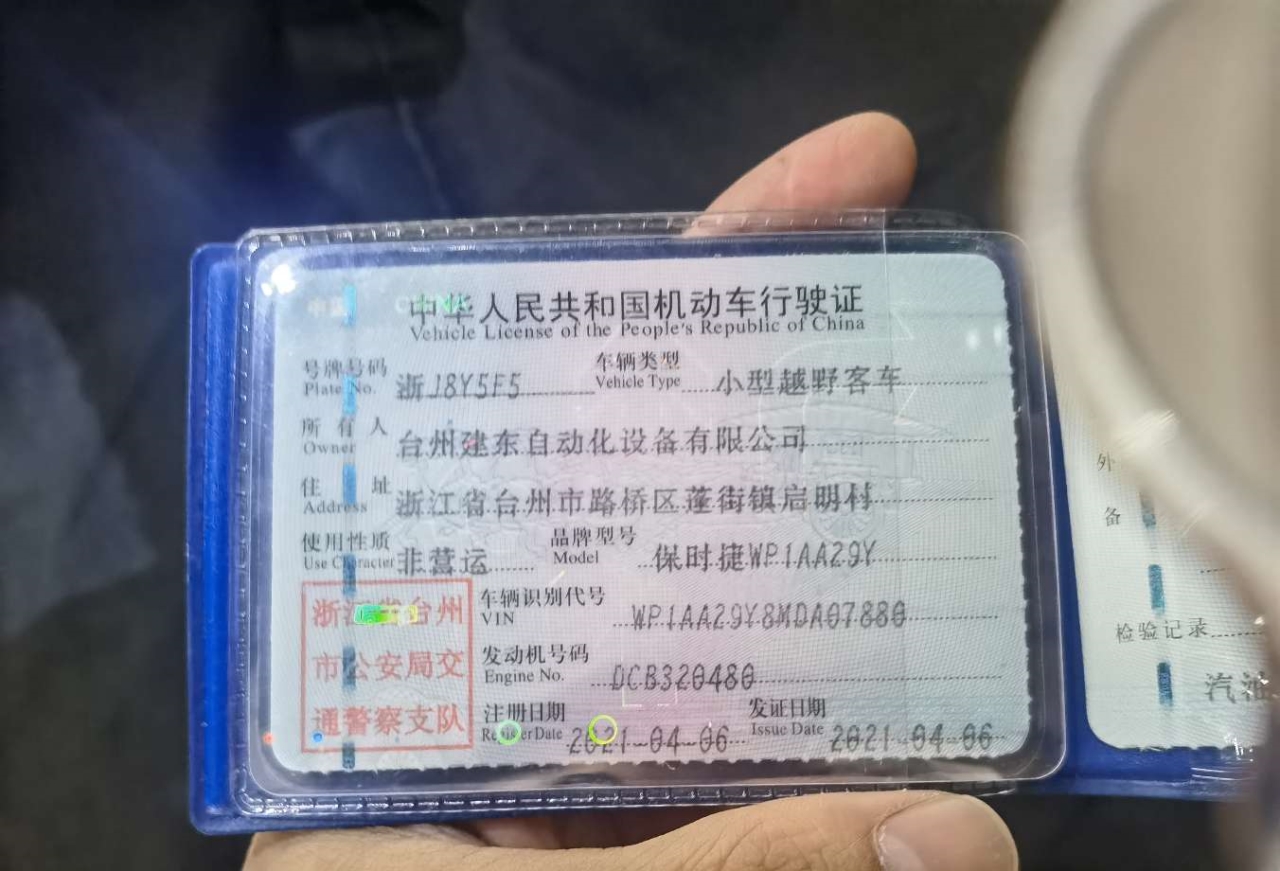 中华人民共和国机动车行驶证
Vehicle License of the People's Republic of China
号牌号码 Plate No. 浙J8Y5F5 车辆类型 Vehicle Type 小型越野客车
所有人 Owner 台州建东自动化设备有限公司
住址 Address 浙江省台州市路桥区蓬街镇启明村
使用性质 Use Character 非营运 品牌型号 Model 保时捷WP1AA29Y
浙江省台州
市公安局交
通警察支队
车辆识别代号 VIN WP1AA29Y8MDA07880
发动机号码 Engine No. DCB320480
注册日期 Register Date 2021-04-06 发证日期 Issue Date 2021-04-06
外
备
检验记录
汽油